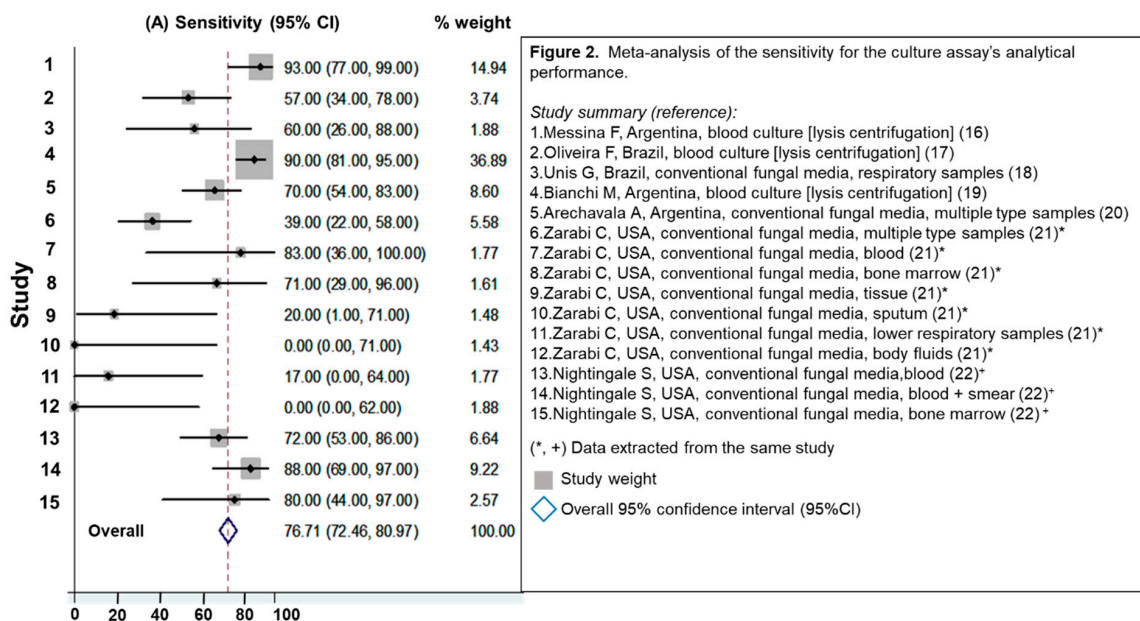 (A) Sensitivity (95% CI) % weight
Study
1 93.00 (77.00, 99.00) 14.94
2 57.00 (34.00, 78.00) 3.74
3 60.00 (26.00, 88.00) 1.88
4 90.00 (81.00, 95.00) 36.89
5 70.00 (54.00, 83.00) 8.60
6 39.00 (22.00, 58.00) 5.58
7 83.00 (36.00, 100.00) 1.77
8 71.00 (29.00, 96.00) 1.61
9 20.00 (1.00, 71.00) 1.48
10 0.00 (0.00, 71.00) 1.43
11 17.00 (0.00, 64.00) 1.77
12 0.00 (0.00, 62.00) 1.88
13 72.00 (53.00, 86.00) 6.64
14 88.00 (69.00, 97.00) 9.22
15 80.00 (44.00, 97.00) 2.57
Overall 76.71 (72.46, 80.97) 100.00
0 20 40 60 80 100
Figure 2. Meta-analysis of the sensitivity for the culture assay's analytical
performance.
Study summary (reference):
1.Messina F, Argentina, blood culture [lysis centrifugation] (16)
2.Oliveira F, Brazil, blood culture [lysis centrifugation] (17)
3.Unis G, Brazil, conventional fungal media, respiratory samples (18)
4.Bianchi M, Argentina, blood culture [lysis centrifugation] (19)
5.Arechavala A, Argentina, conventional fungal media, multiple type samples (20)
6.Zarabi C, USA, conventional fungal media, multiple type samples (21)*
7.Zarabi C, USA, conventional fungal media, blood (21)*
8.Zarabi C, USA, conventional fungal media, bone marrow (21)*
9.Zarabi C, USA, conventional fungal media, tissue (21)*
10.Zarabi C, USA, conventional fungal media, sputum (21)*
11.Zarabi C, USA, conventional fungal media, lower respiratory samples (21)*
12.Zarabi C, USA, conventional fungal media, body fluids (21)*
13.Nightingale S, USA, conventional fungal media,blood (22)+
14.Nightingale S, USA, conventional fungal media, blood + smear (22)+
15.Nightingale S, USA, conventional fungal media, bone marrow (22) +
(*, +) Data extracted from the same study
Study weight
Overall 95% confidence interval (95%CI)